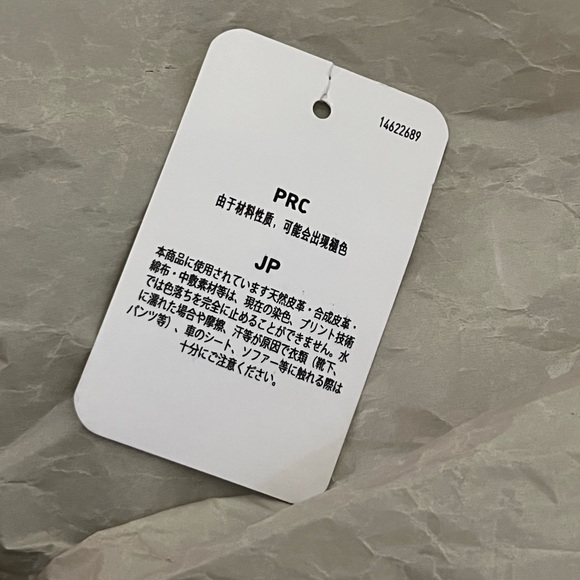 14622689
PRC
由于材料性质，可能会出现褪色
JP
本商品に使用されています天然皮革・合成皮革・
綿布・中敷素材等は、現在の染色、プリント技術
では色落ちを完全に止めることができません。水
に濡れた場合や摩擦、汗等が原因で衣類（靴下、
パンツ等）、車のシート、ソファー等に触れる際は
十分にご注意ください。